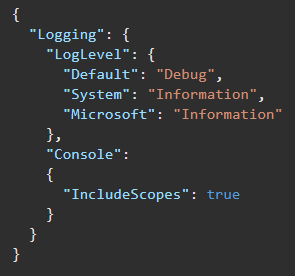 {
  "Logging": {
    "LogLevel": {
      "Default": "Debug",
      "System": "Information",
      "Microsoft": "Information"
    },
    "Console":
    {
      "IncludeScopes": true
    }
  }
}